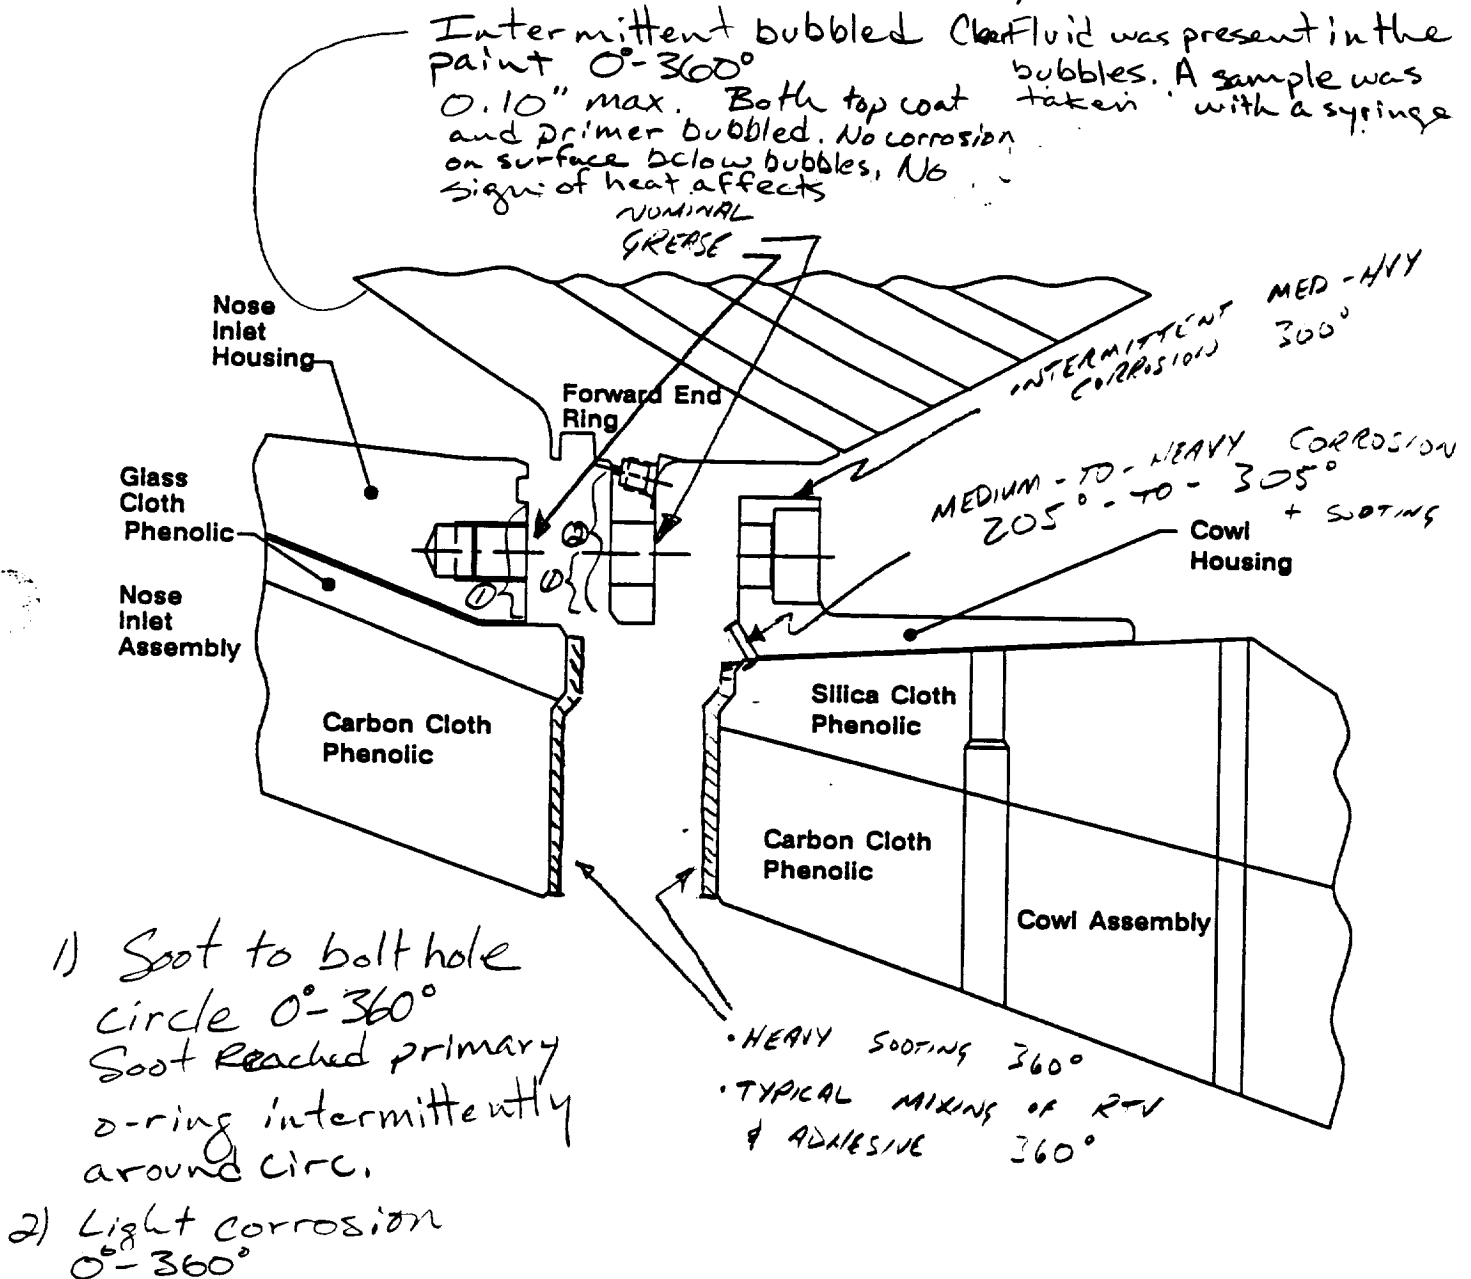 Intermittent bubbled
paint 0°-360°
0.10" max. Both top coat
and primer bubbled. No corrosion
on surface below bubbles, No
sign of heat affects
Clear Fluid was present in the
bubbles. A sample was
taken with a syringe
NOMINAL
GREASE
INTERMITTENT MED-HVY
CORROSION 300°
MEDIUM-TO-HEAVY CORROSION
205°-TO-305°
+ SOOTING
Nose
Inlet
Housing
Forward End
Ring
Glass
Cloth
Phenolic
Nose
Inlet
Assembly
Cowl
Housing
1
1
2
Carbon Cloth
Phenolic
Silica Cloth
Phenolic
Carbon Cloth
Phenolic
Cowl Assembly
1) Soot to bolt hole
circle 0°-360°
Soot Reached primary
o-ring intermittently
around circ.
2) Light corrosion
0°-360°
• HEAVY SOOTING 360°
• TYPICAL MIXING OF RTV
& ADHESIVE 360°